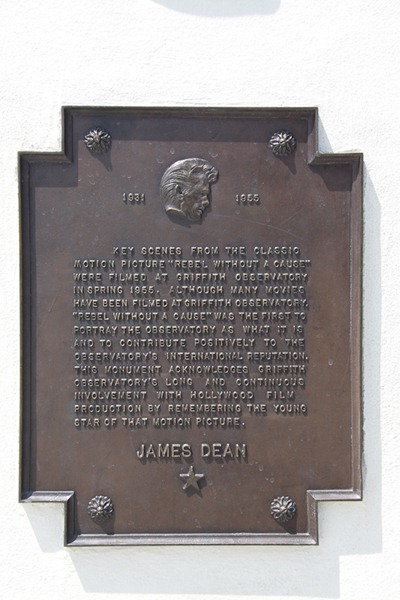 1931 1955
KEY SCENES FROM THE CLASSIC
MOTION PICTURE "REBEL WITHOUT A CAUSE"
WERE FILMED AT GRIFFITH OBSERVATORY
IN SPRING 1955. ALTHOUGH MANY MOVIES
HAVE BEEN FILMED AT GRIFFITH OBSERVATORY,
"REBEL WITHOUT A CAUSE" WAS THE FIRST TO
PORTRAY THE OBSERVATORY AS WHAT IT IS
AND TO CONTRIBUTE POSITIVELY TO THE
OBSERVATORY'S INTERNATIONAL REPUTATION.
THIS MONUMENT ACKNOWLEDGES GRIFFITH
OBSERVATORY'S LONG AND CONTINUOUS
INVOLVEMENT WITH HOLLYWOOD FILM
PRODUCTION BY REMEMBERING THE YOUNG
STAR OF THAT MOTION PICTURE.
JAMES DEAN